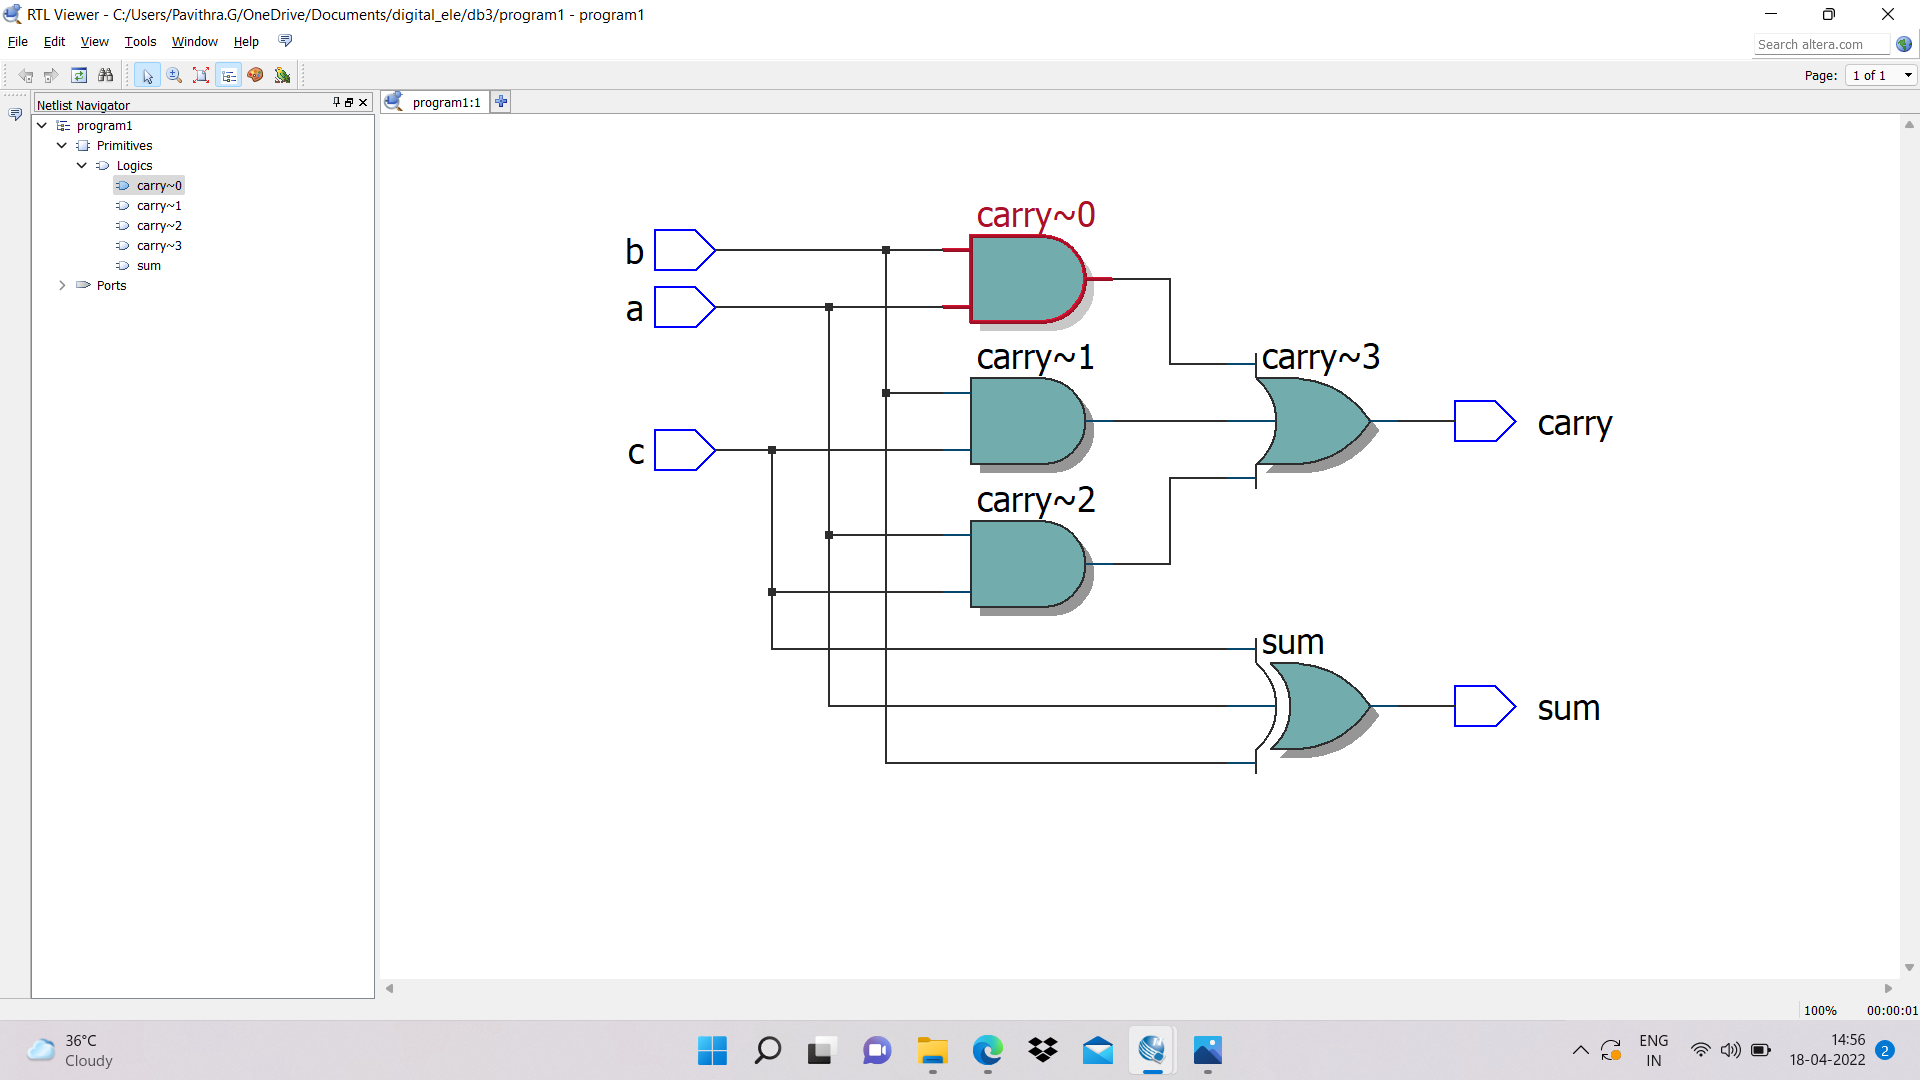 RTL Viewer - C:/Users/Pavithra.G/OneDrive/Documents/digital_ele/db3/program1 - program1
File Edit View Tools Window Help
Search altera.com
Page: 1 of 1
Netlist Navigator
program1:1
program1
Primitives
Logics
carry~0
carry~1
carry~2
carry~3
sum
Ports
carry~0
b
a
carry~1
carry~3
c
carry
carry~2
sum
sum
100% 00:00:01
36°C
Cloudy
ENG
IN
14:56
18-04-2022
2